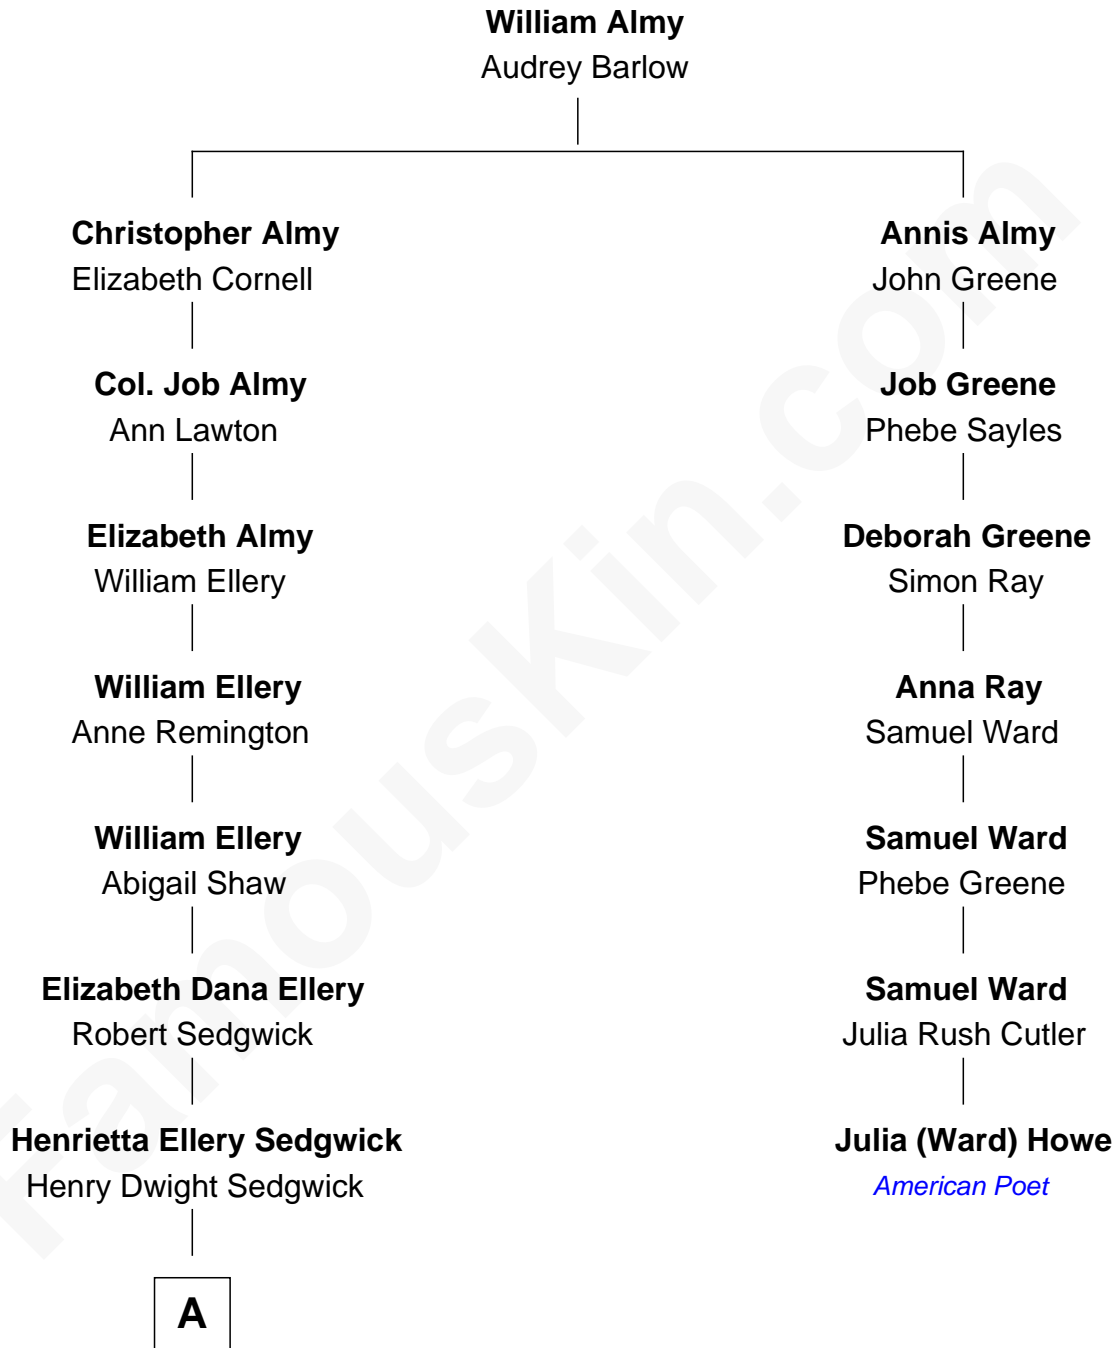 William Almy
Audrey Barlow
Christopher Almy
Elizabeth Cornell
Annis Almy
John Greene
Col. Job Almy
Ann Lawton
Job Greene
Phebe Sayles
Elizabeth Almy
William Ellery
Deborah Greene
Simon Ray
William Ellery
Anne Remington
Anna Ray
Samuel Ward
William Ellery
Abigail Shaw
Samuel Ward
Phebe Greene
Elizabeth Dana Ellery
Robert Sedgwick
Samuel Ward
Julia Rush Cutler
Henrietta Ellery Sedgwick
Henry Dwight Sedgwick
Julia (Ward) Howe
American Poet
A
FamousKin.com